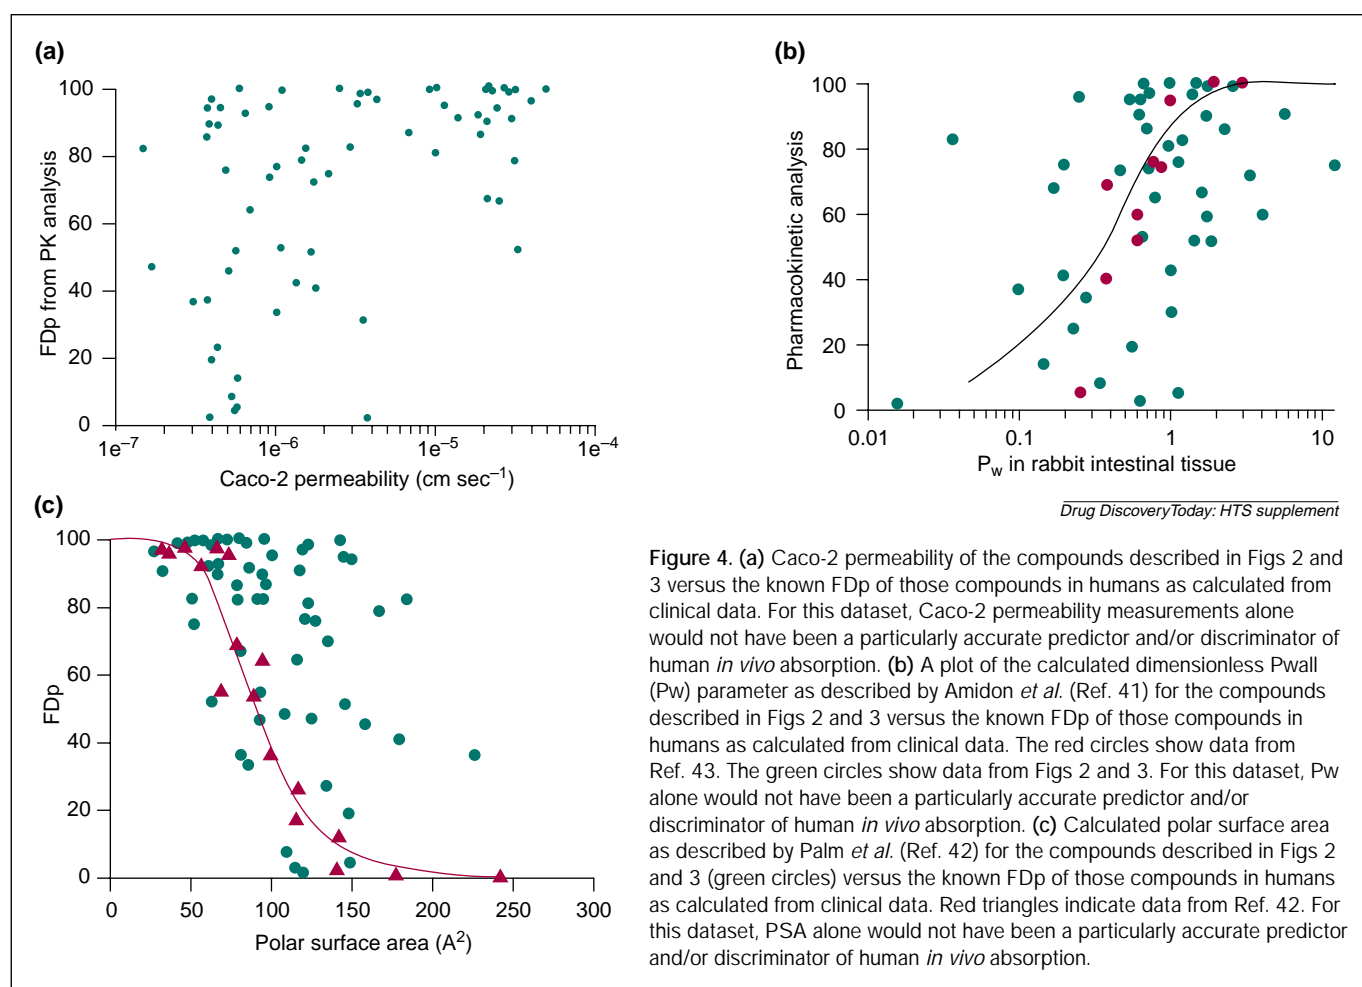 (a)
100
80
60
40
20
0
FDp from PK analysis
1e–7
1e–6
1e–5
1e–4
Caco-2 permeability (cm sec–1)
(b)
100
80
60
40
20
0
Pharmacokinetic analysis
0.01
0.1
1
10
Pw in rabbit intestinal tissue
Drug DiscoveryToday: HTS supplement
(c)
100
80
60
40
20
0
FDp
0
50
100
150
200
250
300
Polar surface area (A2)
Figure 4. (a) Caco-2 permeability of the compounds described in Figs 2 and
3 versus the known FDp of those compounds in humans as calculated from
clinical data. For this dataset, Caco-2 permeability measurements alone
would not have been a particularly accurate predictor and/or discriminator of
human in vivo absorption. (b) A plot of the calculated dimensionless Pwall
(Pw) parameter as described by Amidon et al. (Ref. 41) for the compounds
described in Figs 2 and 3 versus the known FDp of those compounds in
humans as calculated from clinical data. The red circles show data from
Ref. 43. The green circles show data from Figs 2 and 3. For this dataset, Pw
alone would not have been a particularly accurate predictor and/or
discriminator of human in vivo absorption. (c) Calculated polar surface area
as described by Palm et al. (Ref. 42) for the compounds described in Figs 2
and 3 (green circles) versus the known FDp of those compounds in humans
as calculated from clinical data. Red triangles indicate data from Ref. 42. For
this dataset, PSA alone would not have been a particularly accurate predictor
and/or discriminator of human in vivo absorption.